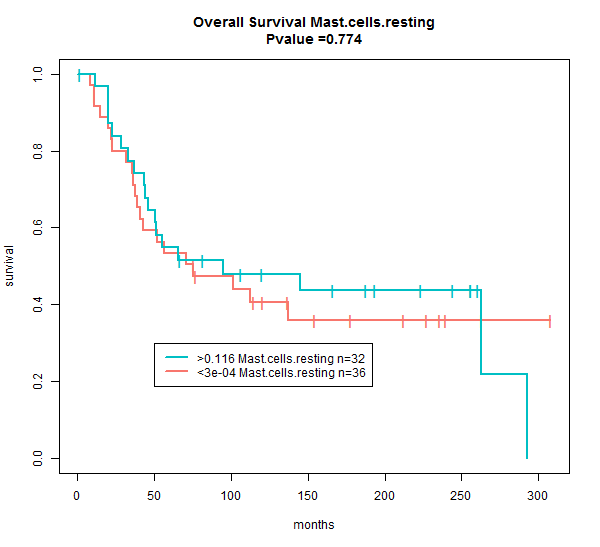 Overall Survival Mast.cells.resting
Pvalue =0.774
survival
1.0
0.8
0.6
0.4
0.2
0.0
>0.116 Mast.cells.resting n=32
<3e-04 Mast.cells.resting n=36
0 50 100 150 200 250 300
months